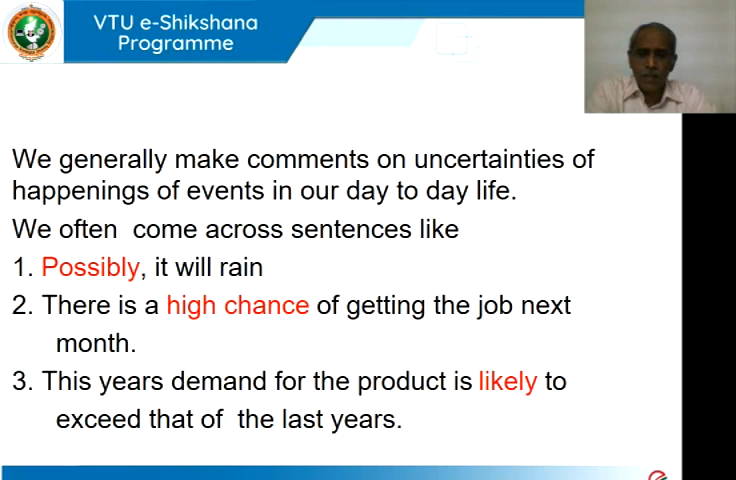 VTU e-Shikshana
Programme
We generally make comments on uncertainties of
happenings of events in our day to day life.
We often come across sentences like
1. Possibly, it will rain
2. There is a high chance of getting the job next
month.
3. This years demand for the product is likely to
exceed that of the last years.